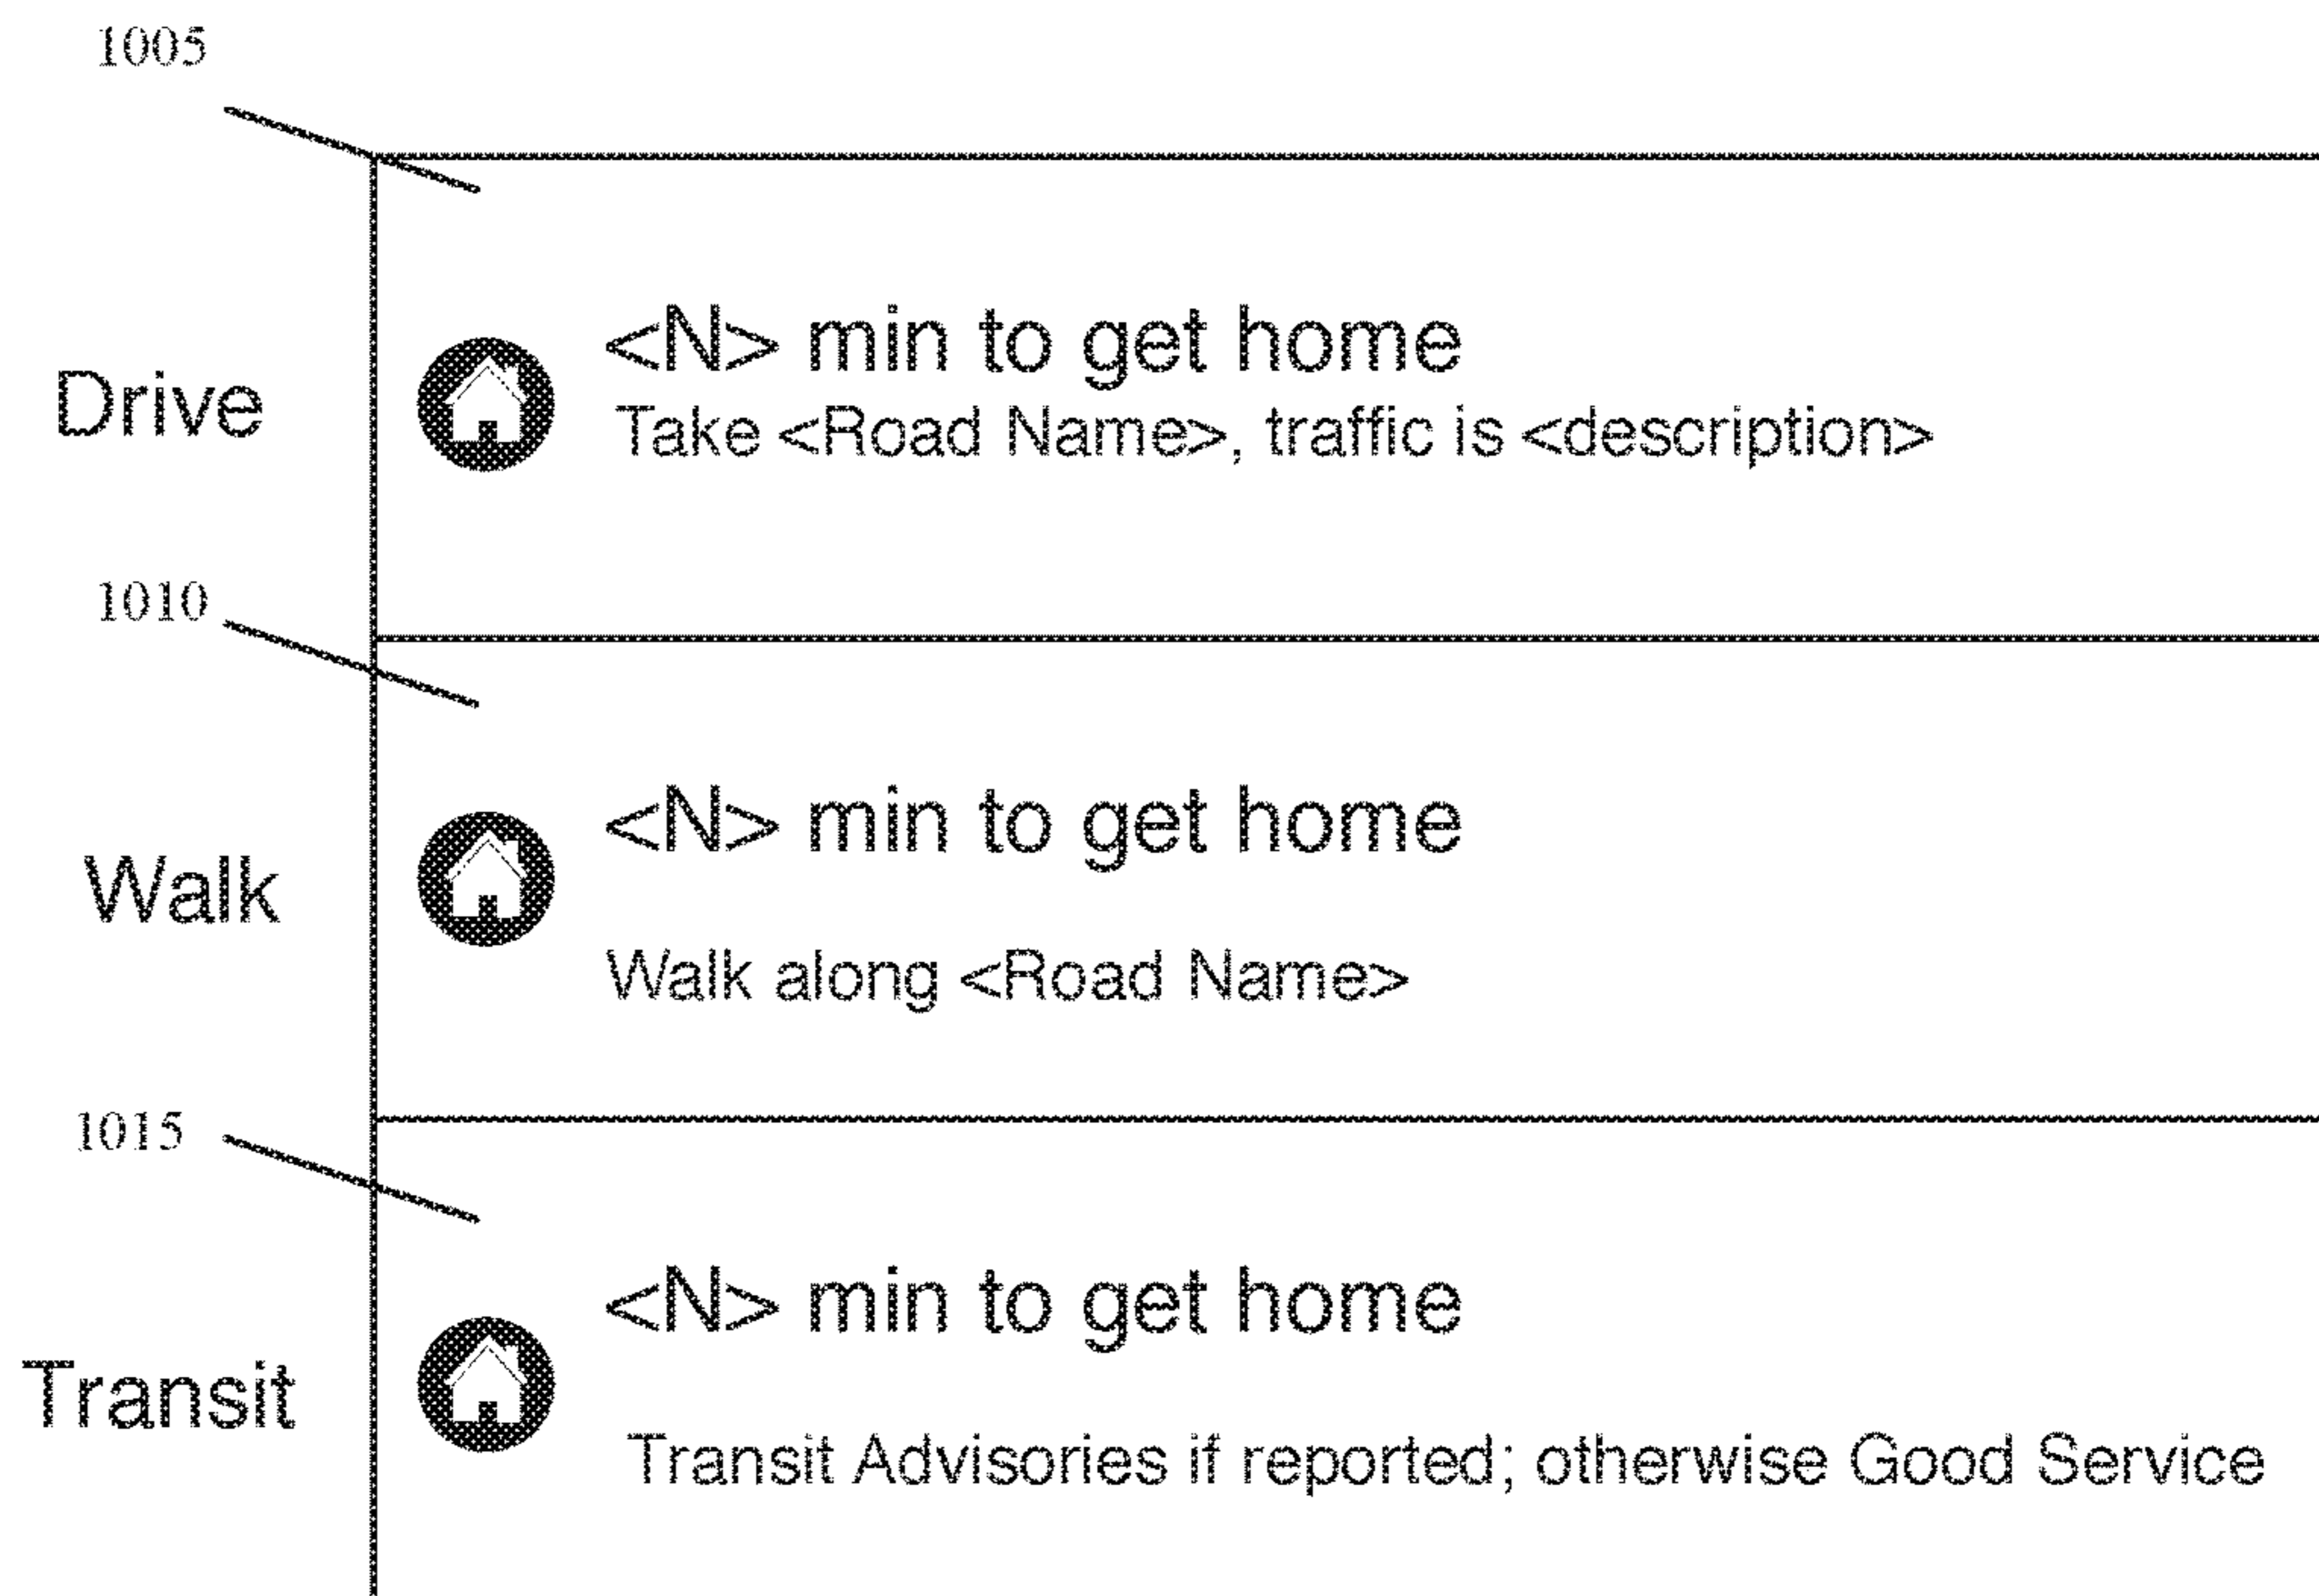 1005
<N> min to get home
Drive
Take <Road Name>, traffic is <description>
1010
<N> min to get home
Walk
Walk along <Road Name>
1015
<N> min to get home
Transit
Transit Advisories if reported; otherwise Good Service